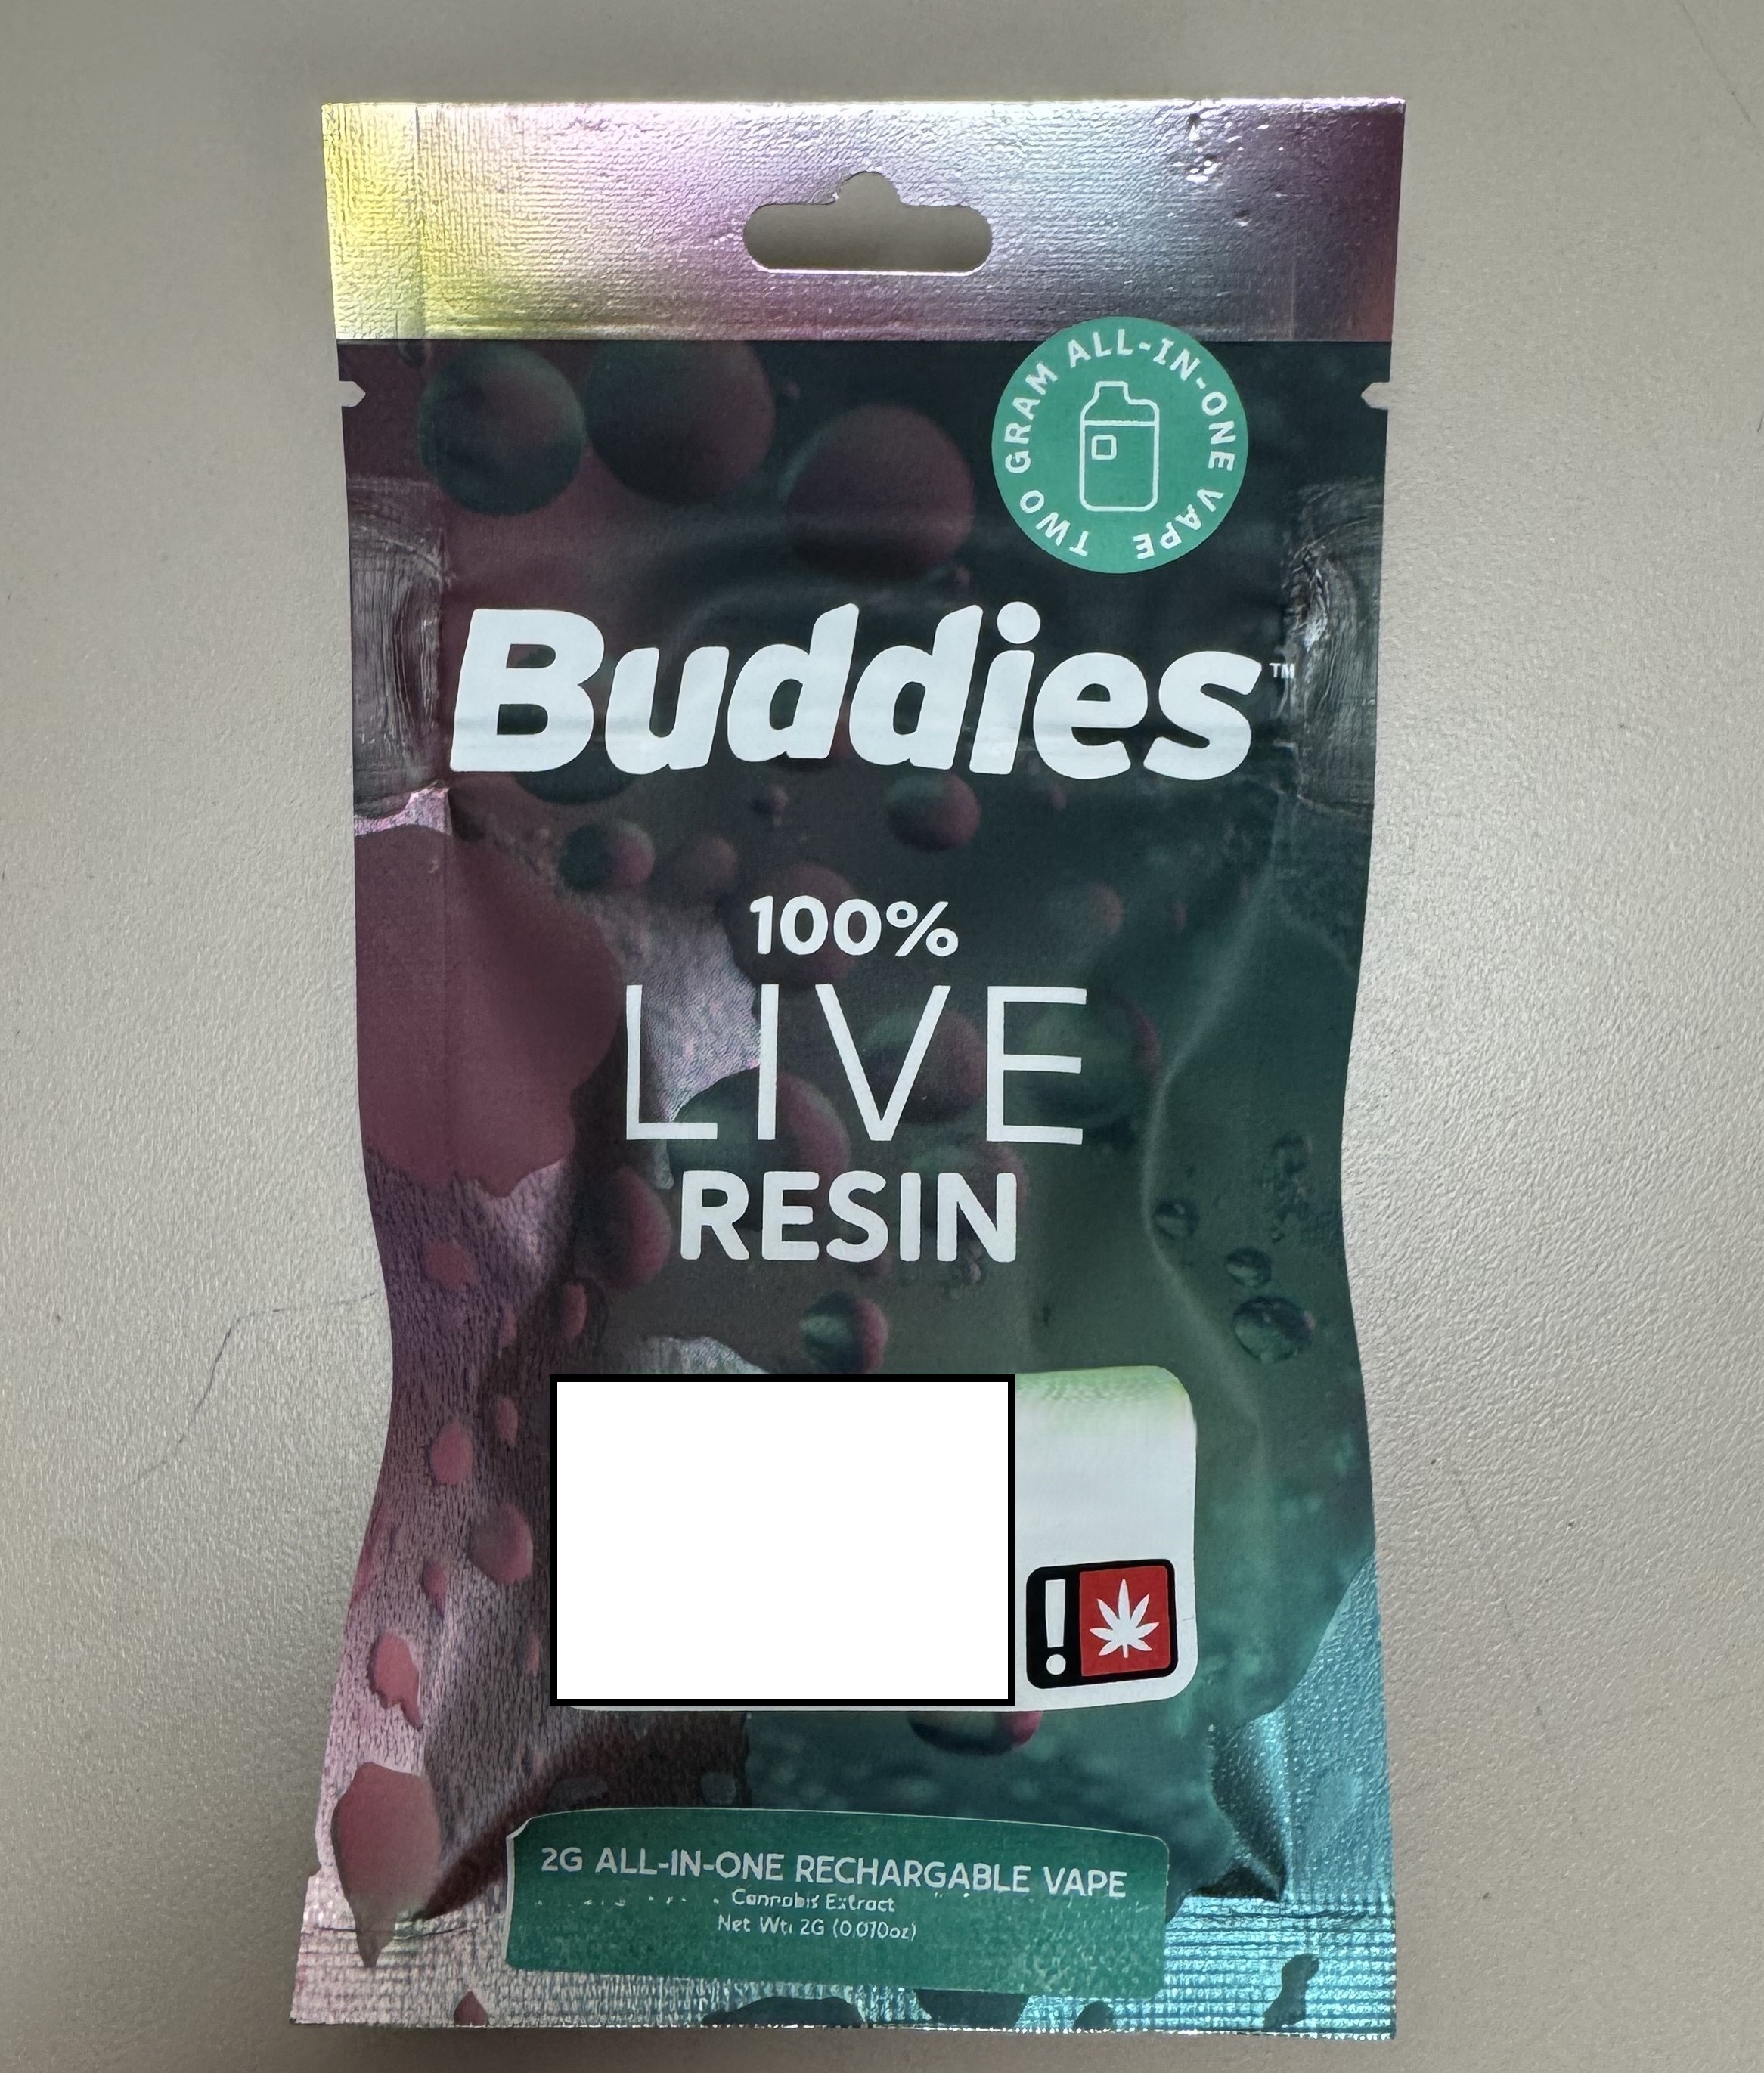 TWO GRAM ALL-IN-ONE VAPE
Buddies™
100%
LIVE
RESIN
!
2G ALL-IN-ONE RECHARGABLE VAPE
Cannabis Extract
Net Wt: 2G (0.070oz)